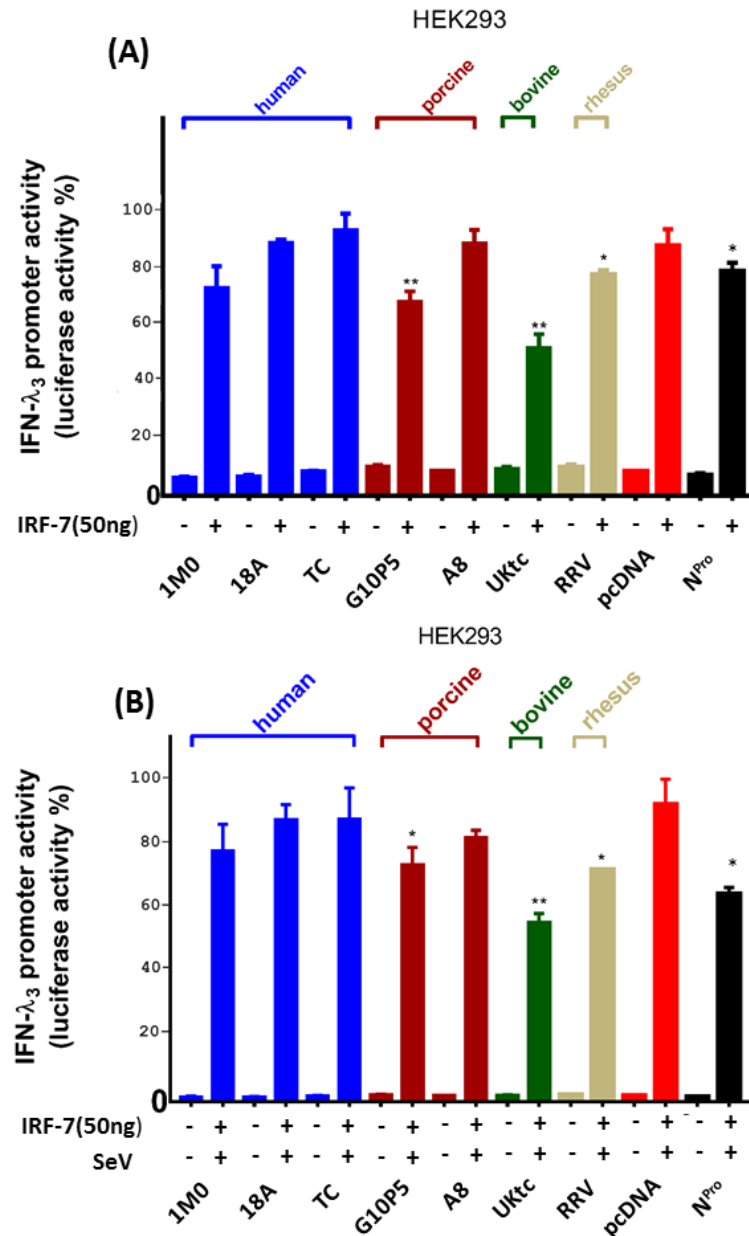 HEK293
(A)
human
porcine
bovine
rhesus
IFN-λ3 promoter activity
(luciferase activity %)
100
80
60
40
20
0
** ** * *
IRF-7(50ng) - + - + - + - + - + - + - + - + - +
1M0 18A TC G10P5 A8 UKtc RRV pcDNA NPro
HEK293
(B)
human
porcine
bovine
rhesus
IFN-λ3 promoter activity
(luciferase activity %)
100
80
60
40
20
0
* ** * *
IRF-7(50ng) - + - + - + - + - + - + - + - + - +
SeV - + - + - + - + - + - + - + - + - +
1M0 18A TC G10P5 A8 UKtc RRV pcDNA NPro